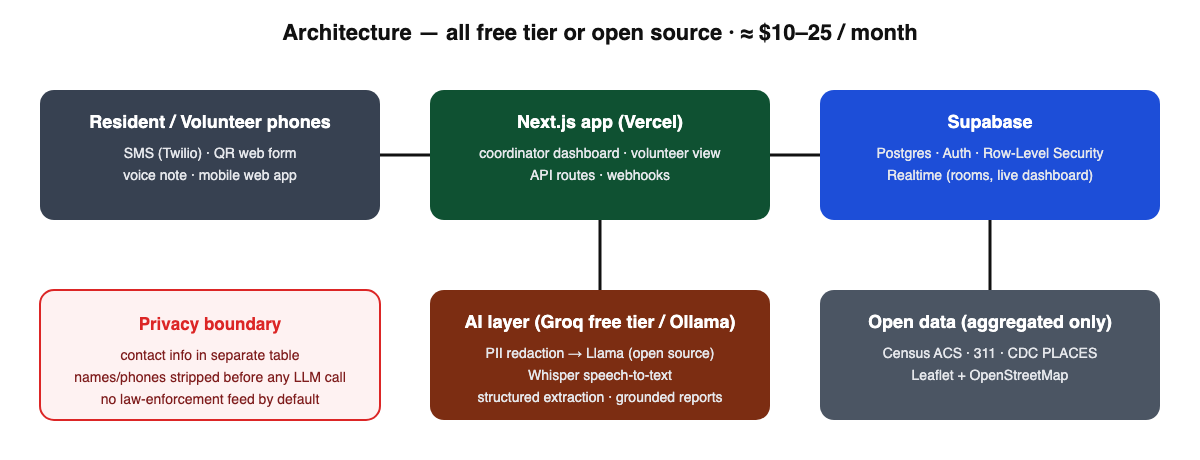 Architecture — all free tier or open source · ≈ $10–25 / month
Resident / Volunteer phones
SMS (Twilio) · QR web form
voice note · mobile web app
Next.js app (Vercel)
coordinator dashboard · volunteer view
API routes · webhooks
Supabase
Postgres · Auth · Row-Level Security
Realtime (rooms, live dashboard)
Privacy boundary
contact info in separate table
names/phones stripped before any LLM call
no law-enforcement feed by default
AI layer (Groq free tier / Ollama)
PII redaction → Llama (open source)
Whisper speech-to-text
structured extraction · grounded reports
Open data (aggregated only)
Census ACS · 311 · CDC PLACES
Leaflet + OpenStreetMap